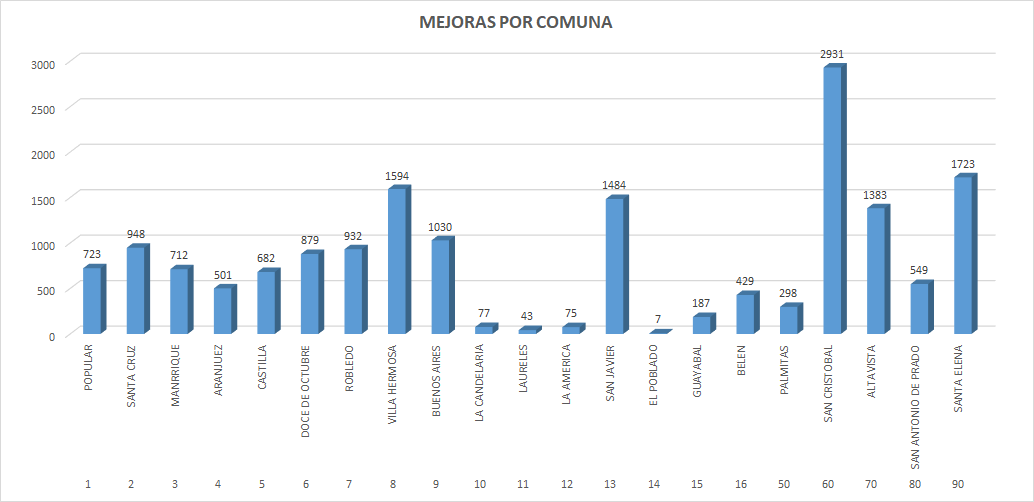 MEJORAS POR COMUNA
3000
2500
2000
1500
1000
500
0
723
948
712
501
682
879
932
1594
1030
77
43
75
1484
7
187
429
298
2931
1383
549
1723
POPULAR
SANTA CRUZ
MANRRIQUE
ARANJUEZ
CASTILLA
DOCE DE OCTUBRE
ROBLEDO
VILLA HERMOSA
BUENOS AIRES
LA CANDELARIA
LAURELES
LA AMERICA
SAN JAVIER
EL POBLADO
GUAYABAL
BELEN
PALMITAS
SAN CRISTOBAL
ALTAVISTA
SAN ANTONIO DE PRADO
SANTA ELENA
1 2 3 4 5 6 7 8 9 10 11 12 13 14 15 16 50 60 70 80 90